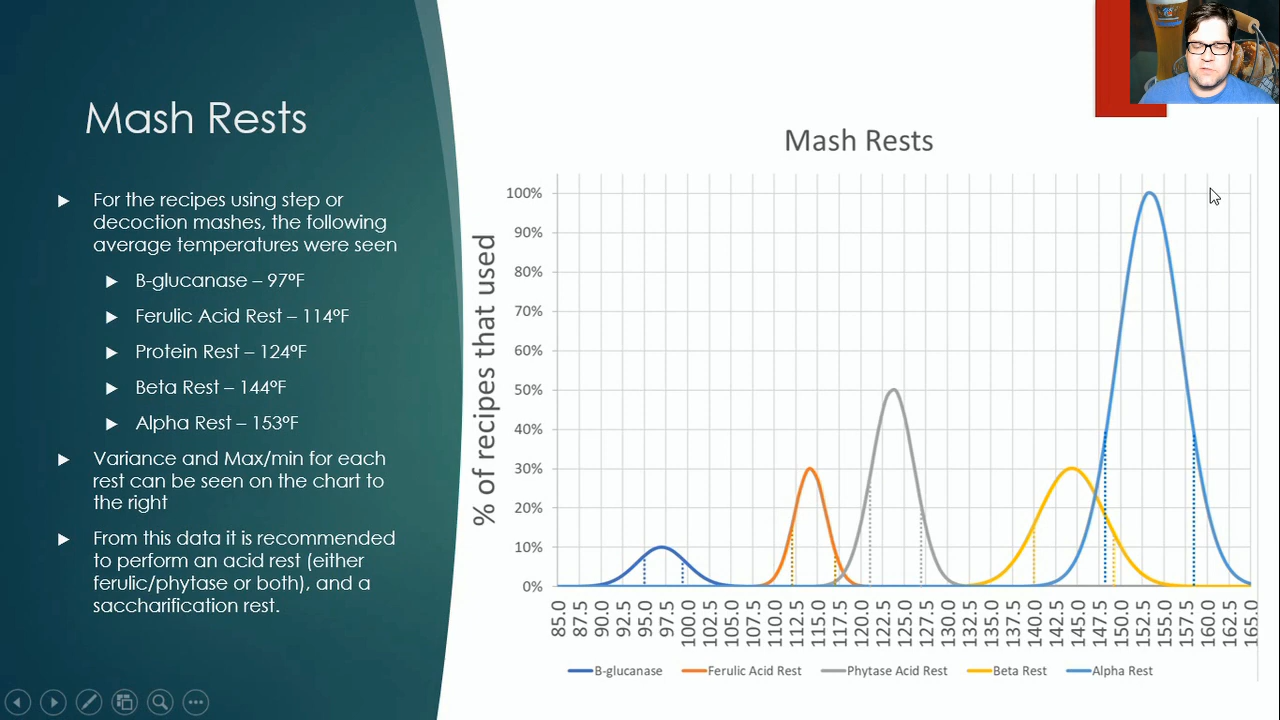 Mash Rests
For the recipes using step or
decoction mashes, the following
average temperatures were seen
B-glucanase – 97ºF
Ferulic Acid Rest – 114ºF
Protein Rest – 124ºF
Beta Rest – 144ºF
Alpha Rest – 153ºF
Variance and Max/min for each
rest can be seen on the chart to
the right
From this data it is recommended
to perform an acid rest (either
ferulic/phytase or both), and a
saccharification rest.
Mash Rests
% of recipes that used
100%
90%
80%
70%
60%
50%
40%
30%
20%
10%
0%
85.0
87.5
90.0
92.5
95.0
97.5
100.0
102.5
105.0
107.5
110.0
112.5
115.0
117.5
120.0
122.5
125.0
127.5
130.0
132.5
135.0
137.5
140.0
142.5
145.0
147.5
150.0
152.5
155.0
157.5
160.0
162.5
165.0
B-glucanase
Ferulic Acid Rest
Phytase Acid Rest
Beta Rest
Alpha Rest